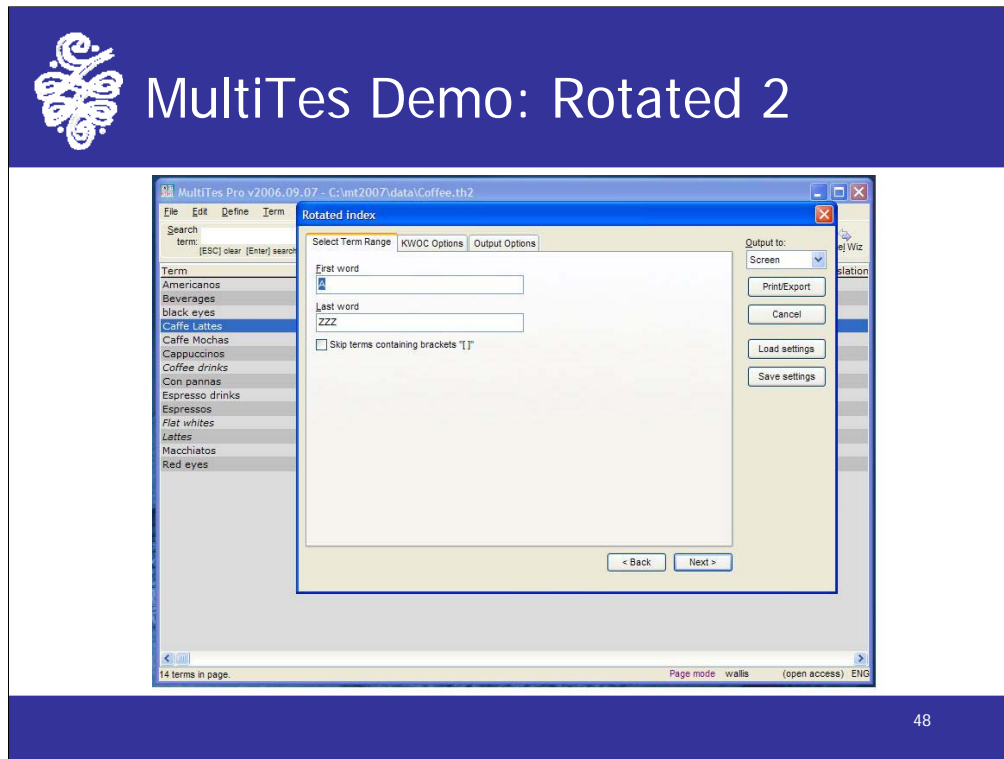 MultiTes Demo: Rotated 2
MultiTes Pro v2006.09.07 - C:\mt2007\data\Coffee.th2
File Edit Define Term
Search
term:
[ESC] clear [Enter] search
Wiz
Term
slation
Americanos
Beverages
black eyes
Caffe Lattes
Caffe Mochas
Cappuccinos
Coffee drinks
Con pannas
Espresso drinks
Espressos
Flat whites
Lattes
Macchiatos
Red eyes
Rotated index
Select Term Range KWOC Options Output Options
First word
A
Last word
ZZZ
Skip terms containing brackets "[ ]"
Output to:
Screen
Print/Export
Cancel
Load settings
Save settings
< Back Next >
14 terms in page. Page mode wallis (open access) ENG
48